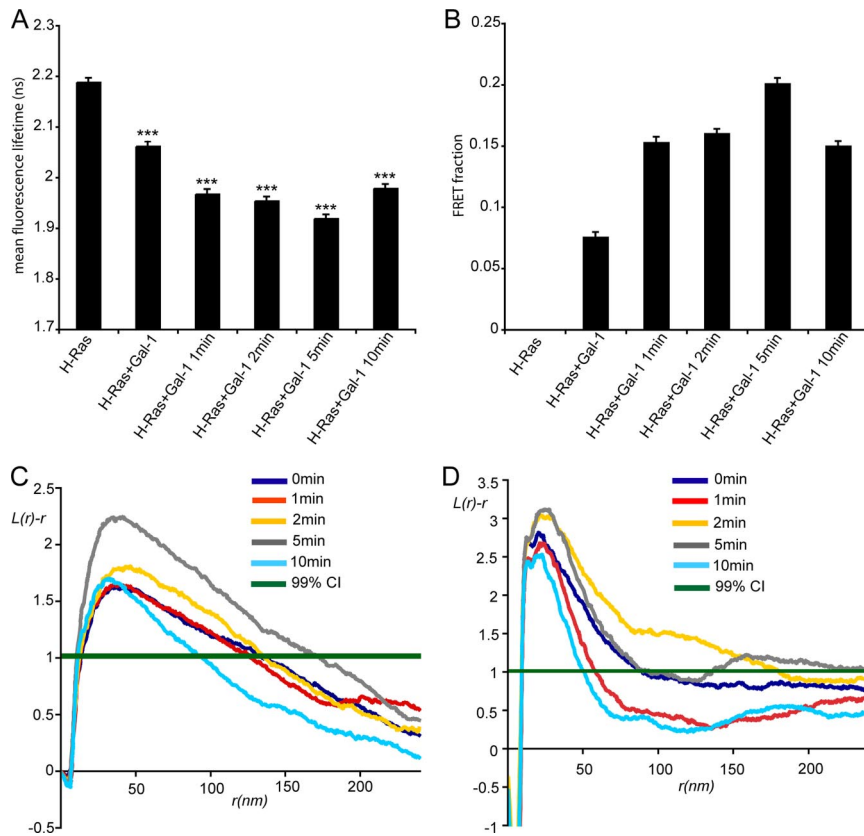 A
mean fluorescence lifetime (ns)
2.2
2.1
2
1.9
1.8
1.7
***
***
***
***
***
H-Ras
H-Ras+Gal-1
H-Ras+Gal-1 1min
H-Ras+Gal-1 2min
H-Ras+Gal-1 5min
H-Ras+Gal-1 10min
B
FRET fraction
0.25
0.2
0.15
0.1
0.05
0
H-Ras
H-Ras+Gal-1
H-Ras+Gal-1 1min
H-Ras+Gal-1 2min
H-Ras+Gal-1 5min
H-Ras+Gal-1 10min
C
L(r)-r
2.5
2
1.5
1
0.5
0
-0.5
50
100
150
200
r(nm)
0min
1min
2min
5min
10min
99% CI
D
L(r)-r
3.5
3
2.5
2
1.5
1
0.5
0
-0.5
-1
50
100
150
200
r(nm)
0min
1min
2min
5min
10min
99% CI